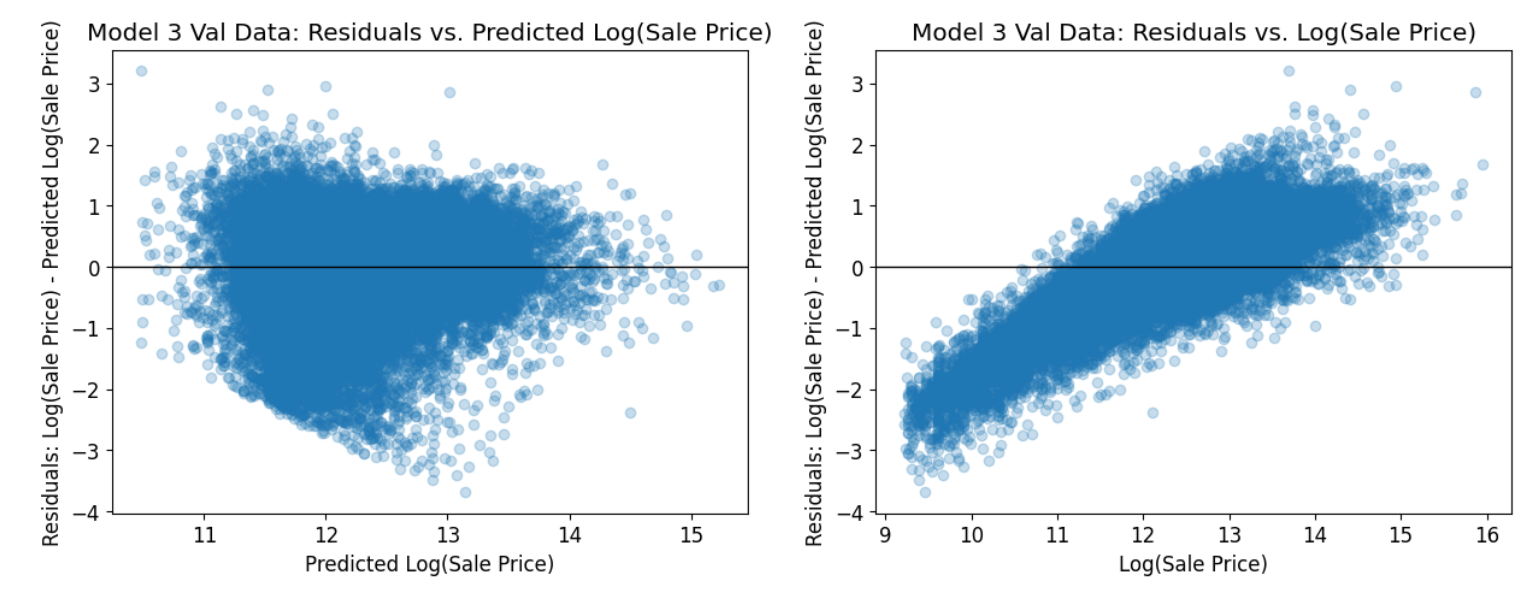 Model 3 Val Data: Residuals vs. Predicted Log(Sale Price)
Residuals: Log(Sale Price) - Predicted Log(Sale Price)
3
2
1
0
−1
−2
−3
−4
11 12 13 14 15
Predicted Log(Sale Price)
Model 3 Val Data: Residuals vs. Log(Sale Price)
Residuals: Log(Sale Price) - Predicted Log(Sale Price)
3
2
1
0
−1
−2
−3
−4
9 10 11 12 13 14 15 16
Log(Sale Price)